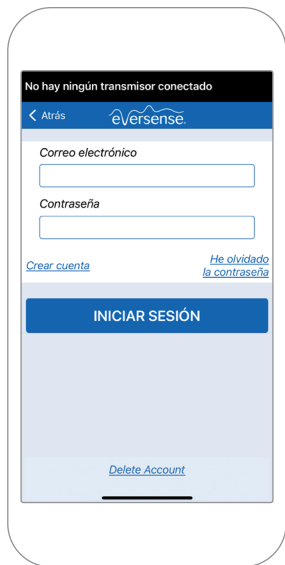 No hay ningún transmisor conectado
Atrás
eversense.
Correo electrónico
Contraseña
Crear cuenta
He olvidado
la contraseña
INICIAR SESIÓN
Delete Account